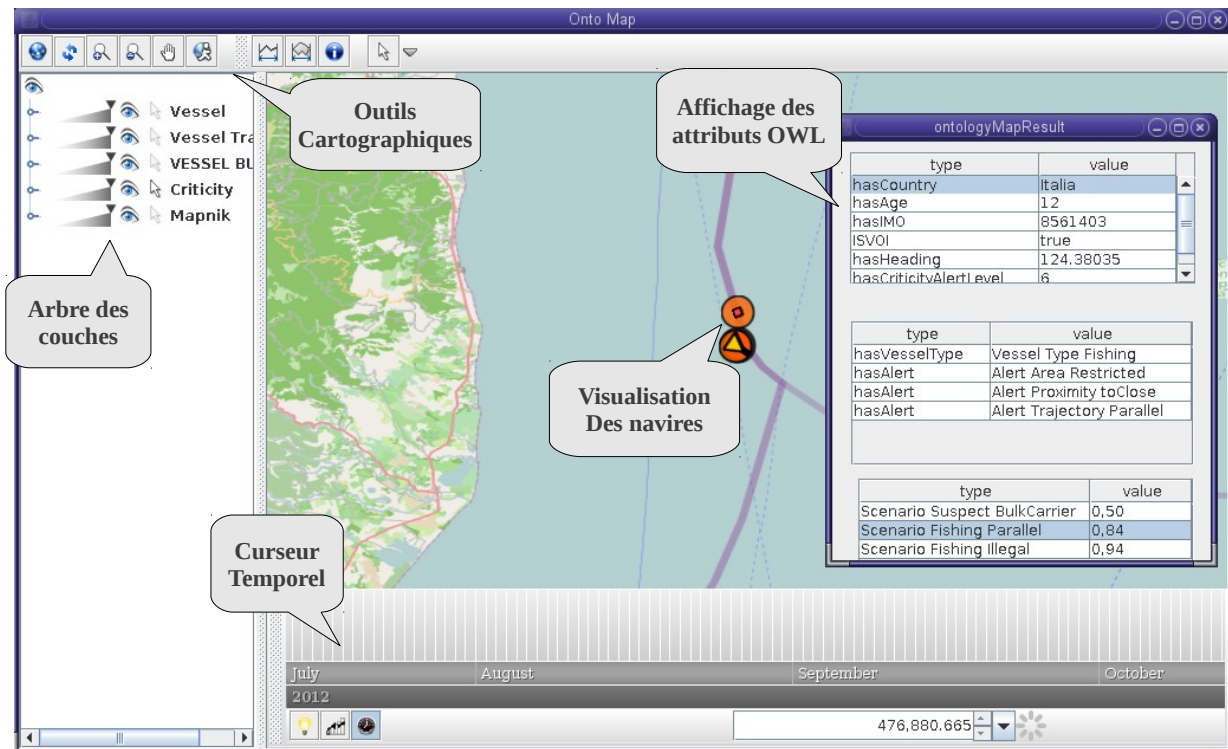 Onto Map
Outils
Cartographiques
Affichage des
attributs OWL
Vessel
Vessel Tra
VESSEL BU
Criticity
Mapnik
Arbre des
couches
ontologyMapResult
type value
hasCountry Italia
hasAge 12
hasIMO 8561403
ISVOI true
hasHeading 124.38035
hasCriticityAlertLevel 6
type value
hasVesselType Vessel Type Fishing
hasAlert Alert Area Restricted
hasAlert Alert Proximity toClose
hasAlert Alert Trajectory Parallel
type value
Scenario Suspect BulkCarrier 0,50
Scenario Fishing Parallel 0,84
Scenario Fishing Illegal 0,94
Visualisation
Des navires
Curseur
Temporel
July August September October
2012
476,880.665